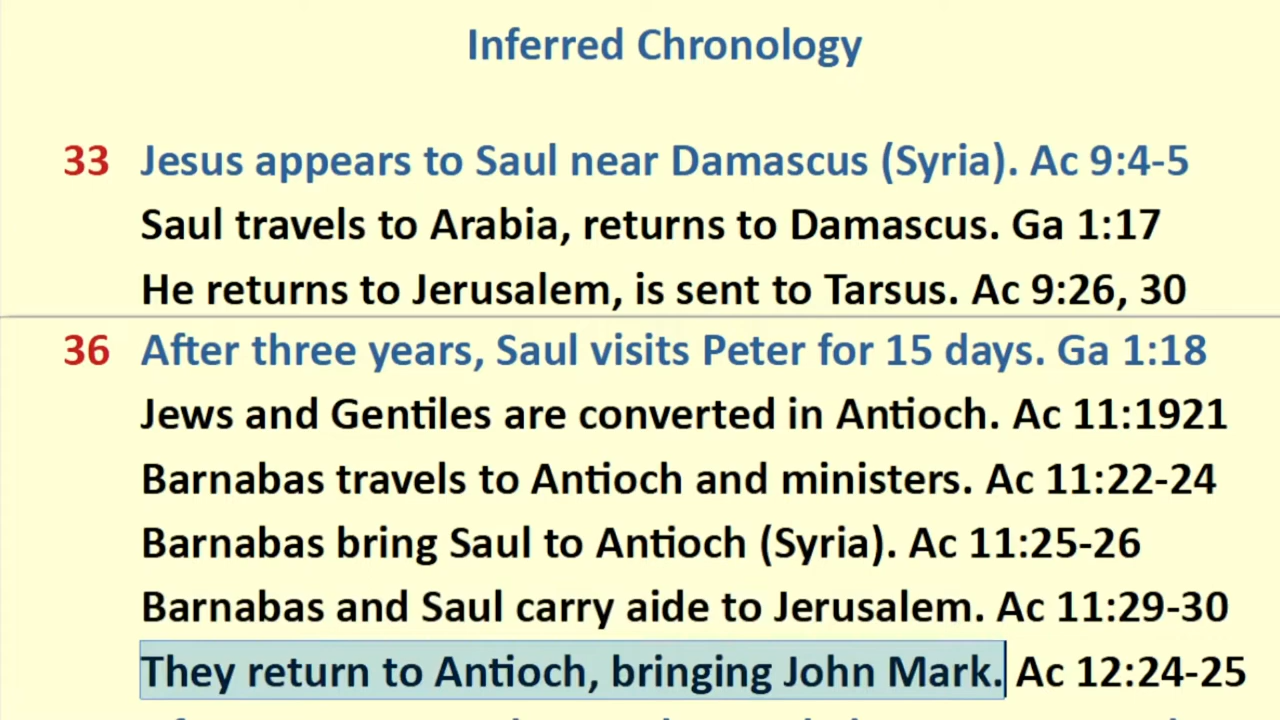 Inferred Chronology
33 Jesus appears to Saul near Damascus (Syria). Ac 9:4-5
Saul travels to Arabia, returns to Damascus. Ga 1:17
He returns to Jerusalem, is sent to Tarsus. Ac 9:26, 30
36 After three years, Saul visits Peter for 15 days. Ga 1:18
Jews and Gentiles are converted in Antioch. Ac 11:1921
Barnabas travels to Antioch and ministers. Ac 11:22-24
Barnabas bring Saul to Antioch (Syria). Ac 11:25-26
Barnabas and Saul carry aide to Jerusalem. Ac 11:29-30
They return to Antioch, bringing John Mark. Ac 12:24-25